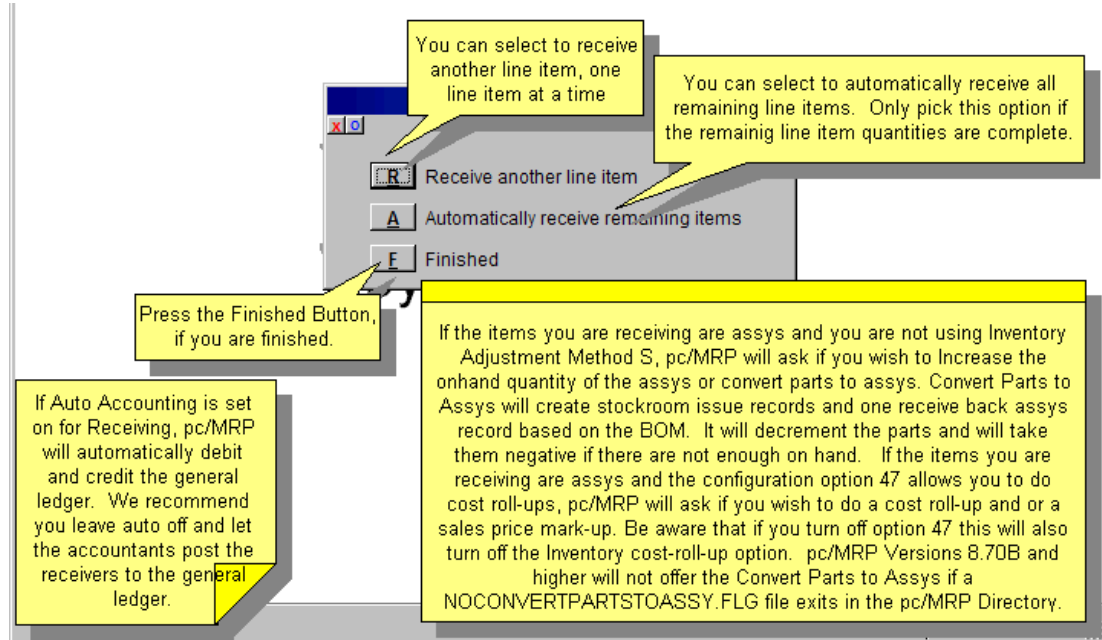 You can select to receive
another line item, one
line item at a time
You can select to automatically receive all
remaining line items. Only pick this option if
the remainig line item quantities are complete.
X O
R Receive another line item
A Automatically receive remaining items
F Finished
Press the Finished Button,
if you are finished.
If the items you are receiving are assys and you are not using Inventory
Adjustment Method S, pc/MRP will ask if you wish to Increase the
onhand quantity of the assys or convert parts to assys. Convert Parts to
Assys will create stockroom issue records and one receive back assys
record based on the BOM. It will decrement the parts and will take
them negative if there are not enough on hand. If the items you are
receiving are assys and the configuration option 47 allows you to do
cost roll-ups, pc/MRP will ask if you wish to do a cost roll-up and or a
sales price mark-up. Be aware that if you turn off option 47 this will also
turn off the Inventory cost-roll-up option. pc/MRP Versions 8.70B and
higher will not offer the Convert Parts to Assys if a
NOCONVERTPARTSTOASSY.FLG file exits in the pc/MRP Directory.
If Auto Accounting is set
on for Receiving, pc/MRP
will automatically debit
and credit the general
ledger. We recommend
you leave auto off and let
the accountants post the
receivers to the general
ledger.